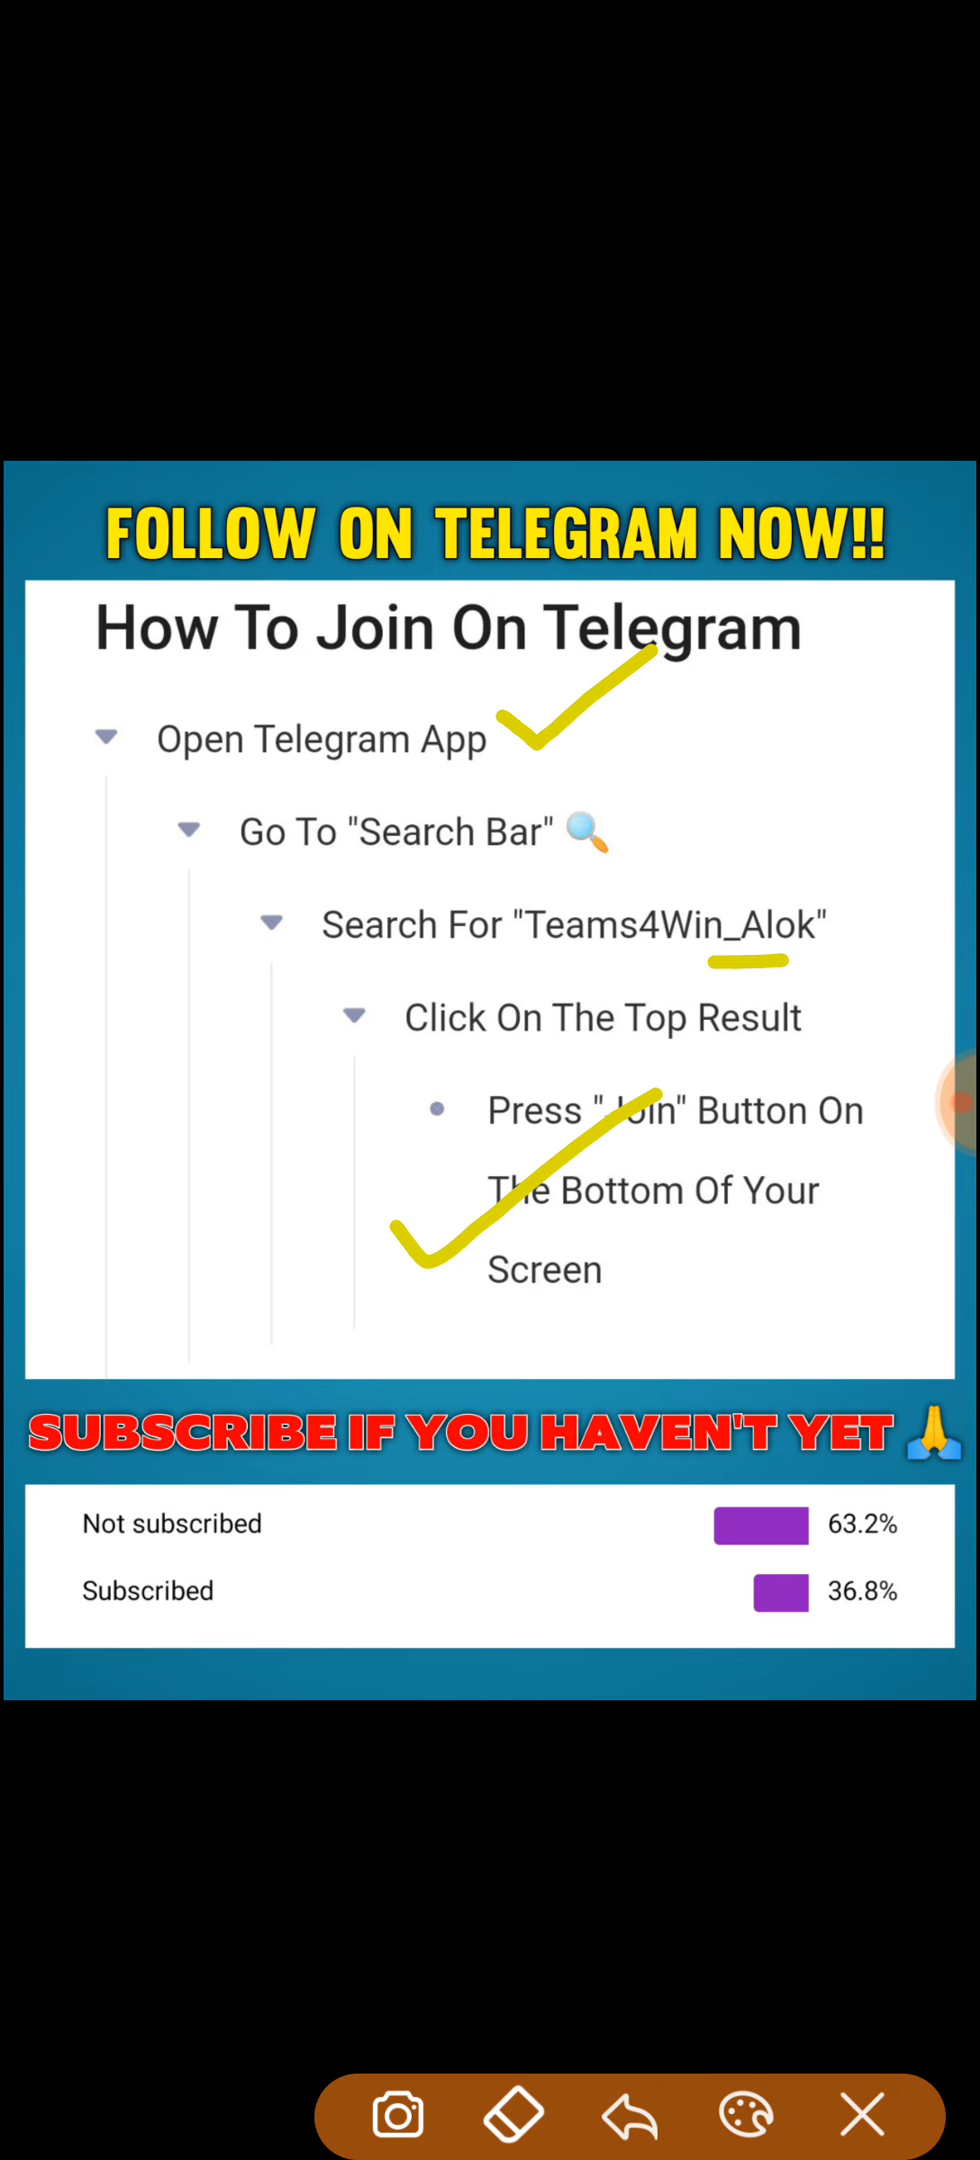 FOLLOW ON TELEGRAM NOW!!
How To Join On Telegram
Open Telegram App
Go To "Search Bar" 🔍
Search For "Teams4Win_Alok"
Click On The Top Result
Press "Join" Button On
The Bottom Of Your
Screen
SUBSCRIBE IF YOU HAVEN'T YET 🙏
Not subscribed 63.2%
Subscribed 36.8%